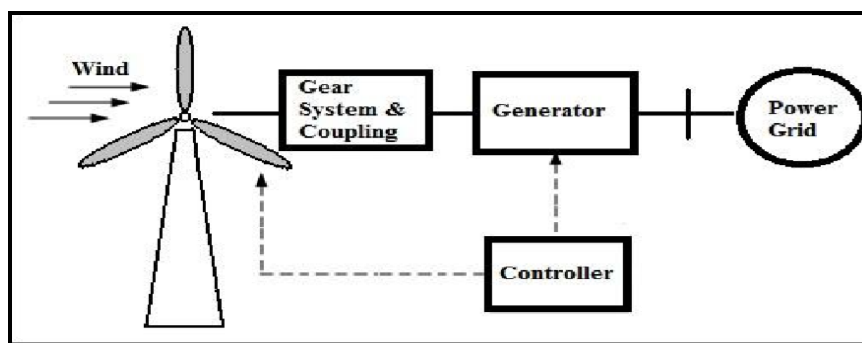 Wind
Gear
System &
Coupling
Generator
Power
Grid
Controller